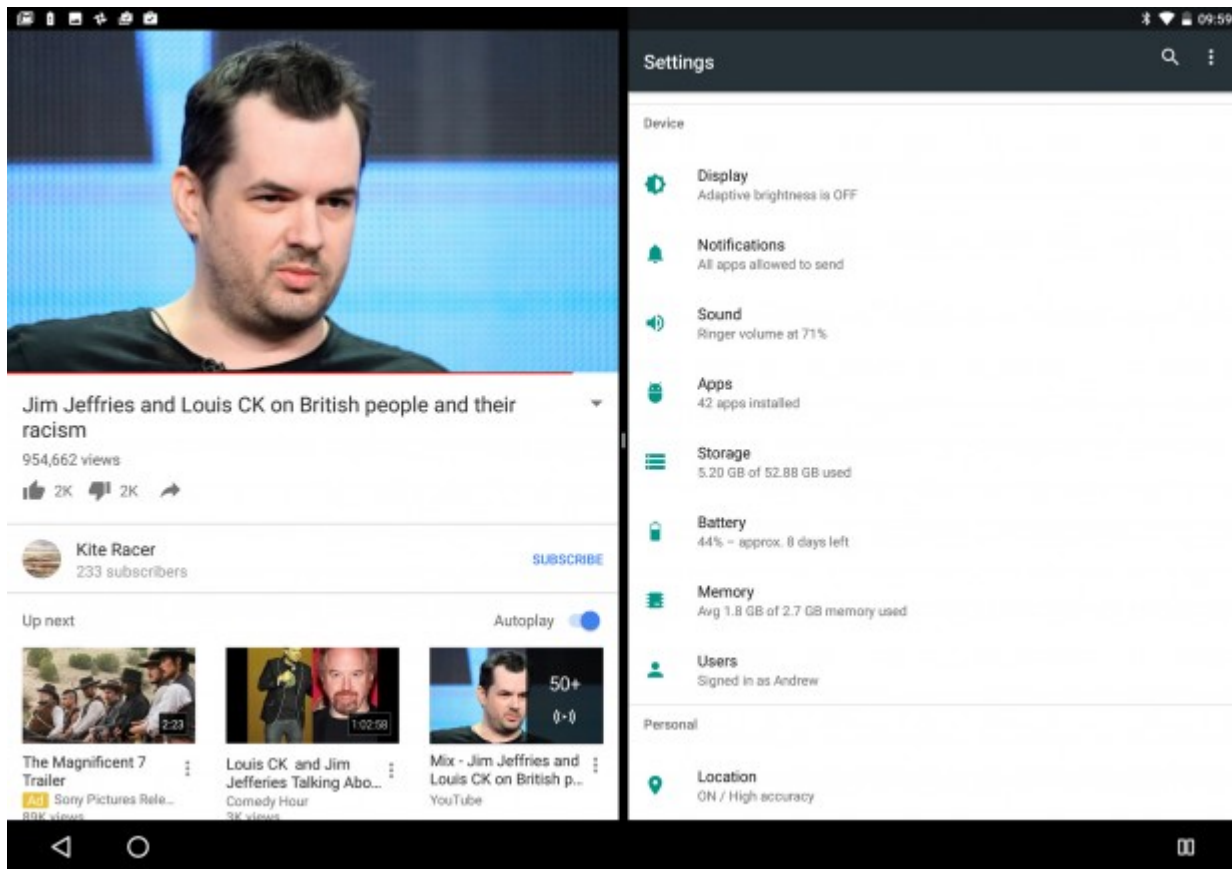 09:59
Jim Jeffries and Louis CK on British people and their
racism
954,662 views
2K 2K
Kite Racer
233 subscribers
SUBSCRIBE
Up next
Autoplay
2:23
The Magnificent 7
Trailer
Ad Sony Pictures Rele...
89K views
1:02:58
Louis CK and Jim
Jefferies Talking Abo...
Comedy Hour
3K views
50+
Mix - Jim Jeffries and
Louis CK on British p...
YouTube
Settings
Device
Display
Adaptive brightness is OFF
Notifications
All apps allowed to send
Sound
Ringer volume at 71%
Apps
42 apps installed
Storage
5.20 GB of 52.88 GB used
Battery
44% – approx. 8 days left
Memory
Avg 1.8 GB of 2.7 GB memory used
Users
Signed in as Andrew
Personal
Location
ON / High accuracy